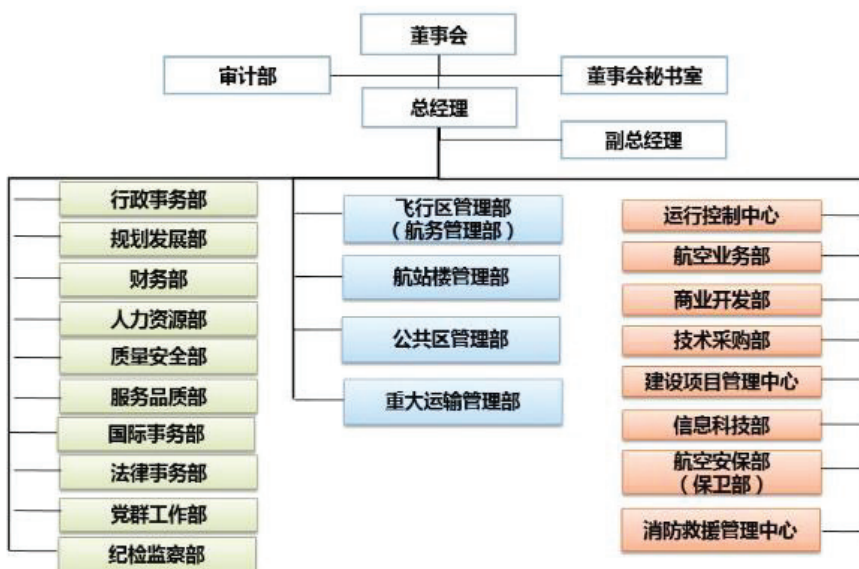 董事会
审计部
董事会秘书室
总经理
副总经理
行政事务部
规划发展部
财务部
人力资源部
质量安全部
服务品质部
国际事务部
法律事务部
党群工作部
纪检监察部
飞行区管理部
（航务管理部）
航站楼管理部
公共区管理部
重大运输管理部
运行控制中心
航空业务部
商业开发部
技术采购部
建设项目管理中心
信息科技部
航空安保部
（保卫部）
消防救援管理中心